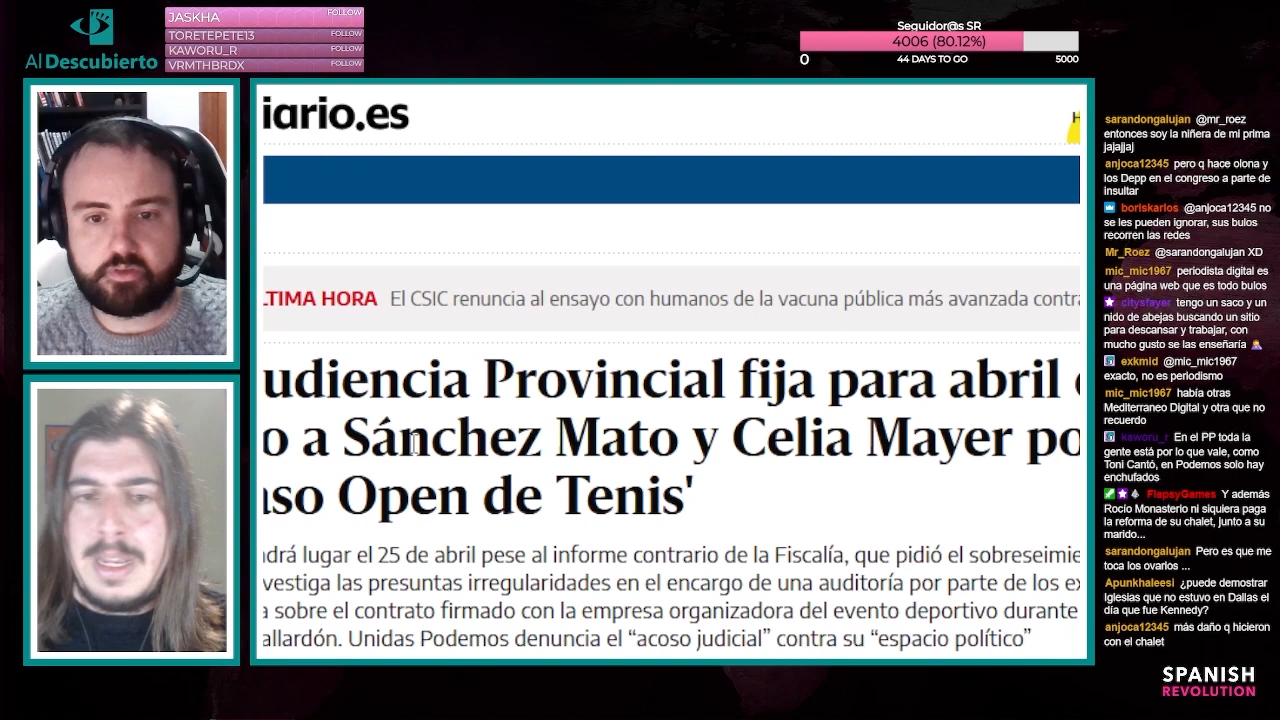 Al Descubierto
JASKHA FOLLOW
TORETEPETE13 FOLLOW
KAWORU_R FOLLOW
VRMTHBRDX FOLLOW
Seguidor@s SR
4006 (80.12%)
0 44 DAYS TO GO 5000
iario.es
H
LTIMA HORA El CSIC renuncia al ensayo con humanos de la vacuna pública más avanzada contra
udiencia Provincial fija para abril
o a Sánchez Mato y Celia Mayer po
aso Open de Tenis'
ndrá lugar el 25 de abril pese al informe contrario de la Fiscalía, que pidió el sobreseimie
vestiga las presuntas irregularidades en el encargo de una auditoría por parte de los ex
a sobre el contrato firmado con la empresa organizadora del evento deportivo durante
allardón. Unidas Podemos denuncia el “acoso judicial” contra su “espacio político”
sarandongalujan @mr_roez
entonces soy la niñera de mi prima
jajajjaj
anjoca12345 pero q hace olona y
los Depp en el congreso a parte de
insultar
boriskarlos @anjoca12345 no
se les pueden ignorar, sus bulos
recorren las redes
Mr_Roez @sarandongalujan XD
mic_mic1967 periodista digital es
una página web que es todo bulos
citysfayer tengo un saco y un
nido de abejas buscando un sitio
para descansar y trabajar, con
mucho gusto se las enseñaría
exkmid @mic_mic1967
exacto, no es periodismo
mic_mic1967 había otras
Mediterraneo Digital y otra que no
recuerdo
kaworu_r En el PP toda la
gente está por lo que vale, como
Toni Cantó, en Podemos solo hay
enchufados
FlapsyGames Y además
Rocío Monasterio ni siquiera paga
la reforma de su chalet, junto a su
marido...
sarandongalujan Pero es que me
toca los ovarios ...
Apunkhaleesi ¿puede demostrar
Iglesias que no estuvo en Dallas el
día que fue Kennedy?
anjoca12345 más daño q hicieron
con el chalet
SPANISH
REVOLUTION